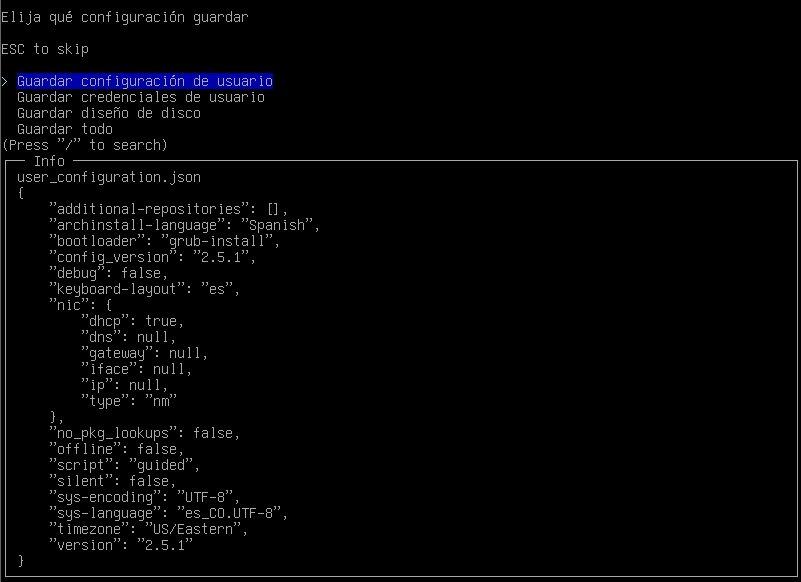 Elija qué configuración guardar
ESC to skip
> Guardar configuración de usuario
Guardar credenciales de usuario
Guardar diseño de disco
Guardar todo
(Press "/" to search)
Info
user_configuration.json
{
    "additional-repositories": [],
    "archinstall-language": "Spanish",
    "bootloader": "grub-install",
    "config_version": "2.5.1",
    "debug": false,
    "keyboard-layout": "es",
    "nic": {
        "dhcp": true,
        "dns": null,
        "gateway": null,
        "iface": null,
        "ip": null,
        "type": "nm"
    },
    "no_pkg_lookups": false,
    "offline": false,
    "script": "guided",
    "silent": false,
    "sys-encoding": "UTF-8",
    "sys-language": "es_CO.UTF-8",
    "timezone": "US/Eastern",
    "version": "2.5.1"
}